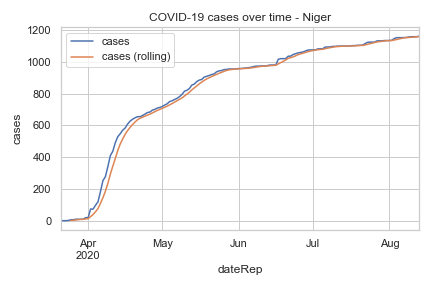 COVID-19 cases over time - Niger
cases
cases (rolling)
1200
1000
800
600
400
200
0
cases
Apr
2020
May
Jun
Jul
Aug
dateRep